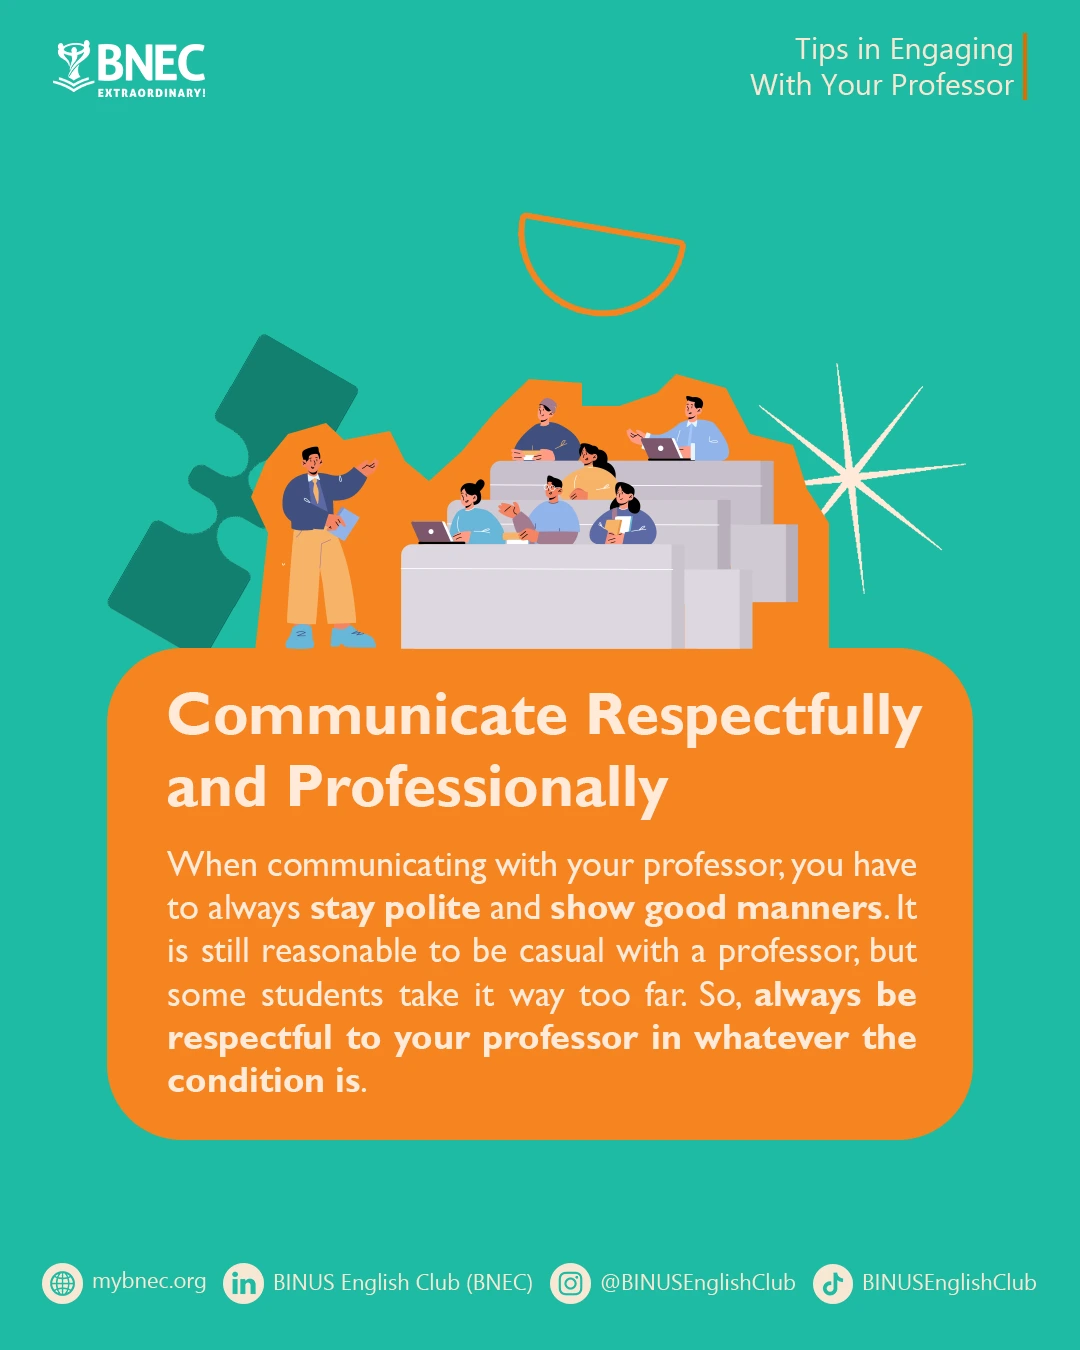 BNEC
EXTRAORDINARY!
Tips in Engaging
With Your Professor
Communicate Respectfully
and Professionally
When communicating with your professor, you have
to always stay polite and show good manners. It
is still reasonable to be casual with a professor, but
some students take it way too far. So, always be
respectful to your professor in whatever the
condition is.
mybnec.org
in
BINUS English Club (BNEC)
@BINUSEnglishClub
BINUSEnglishClub